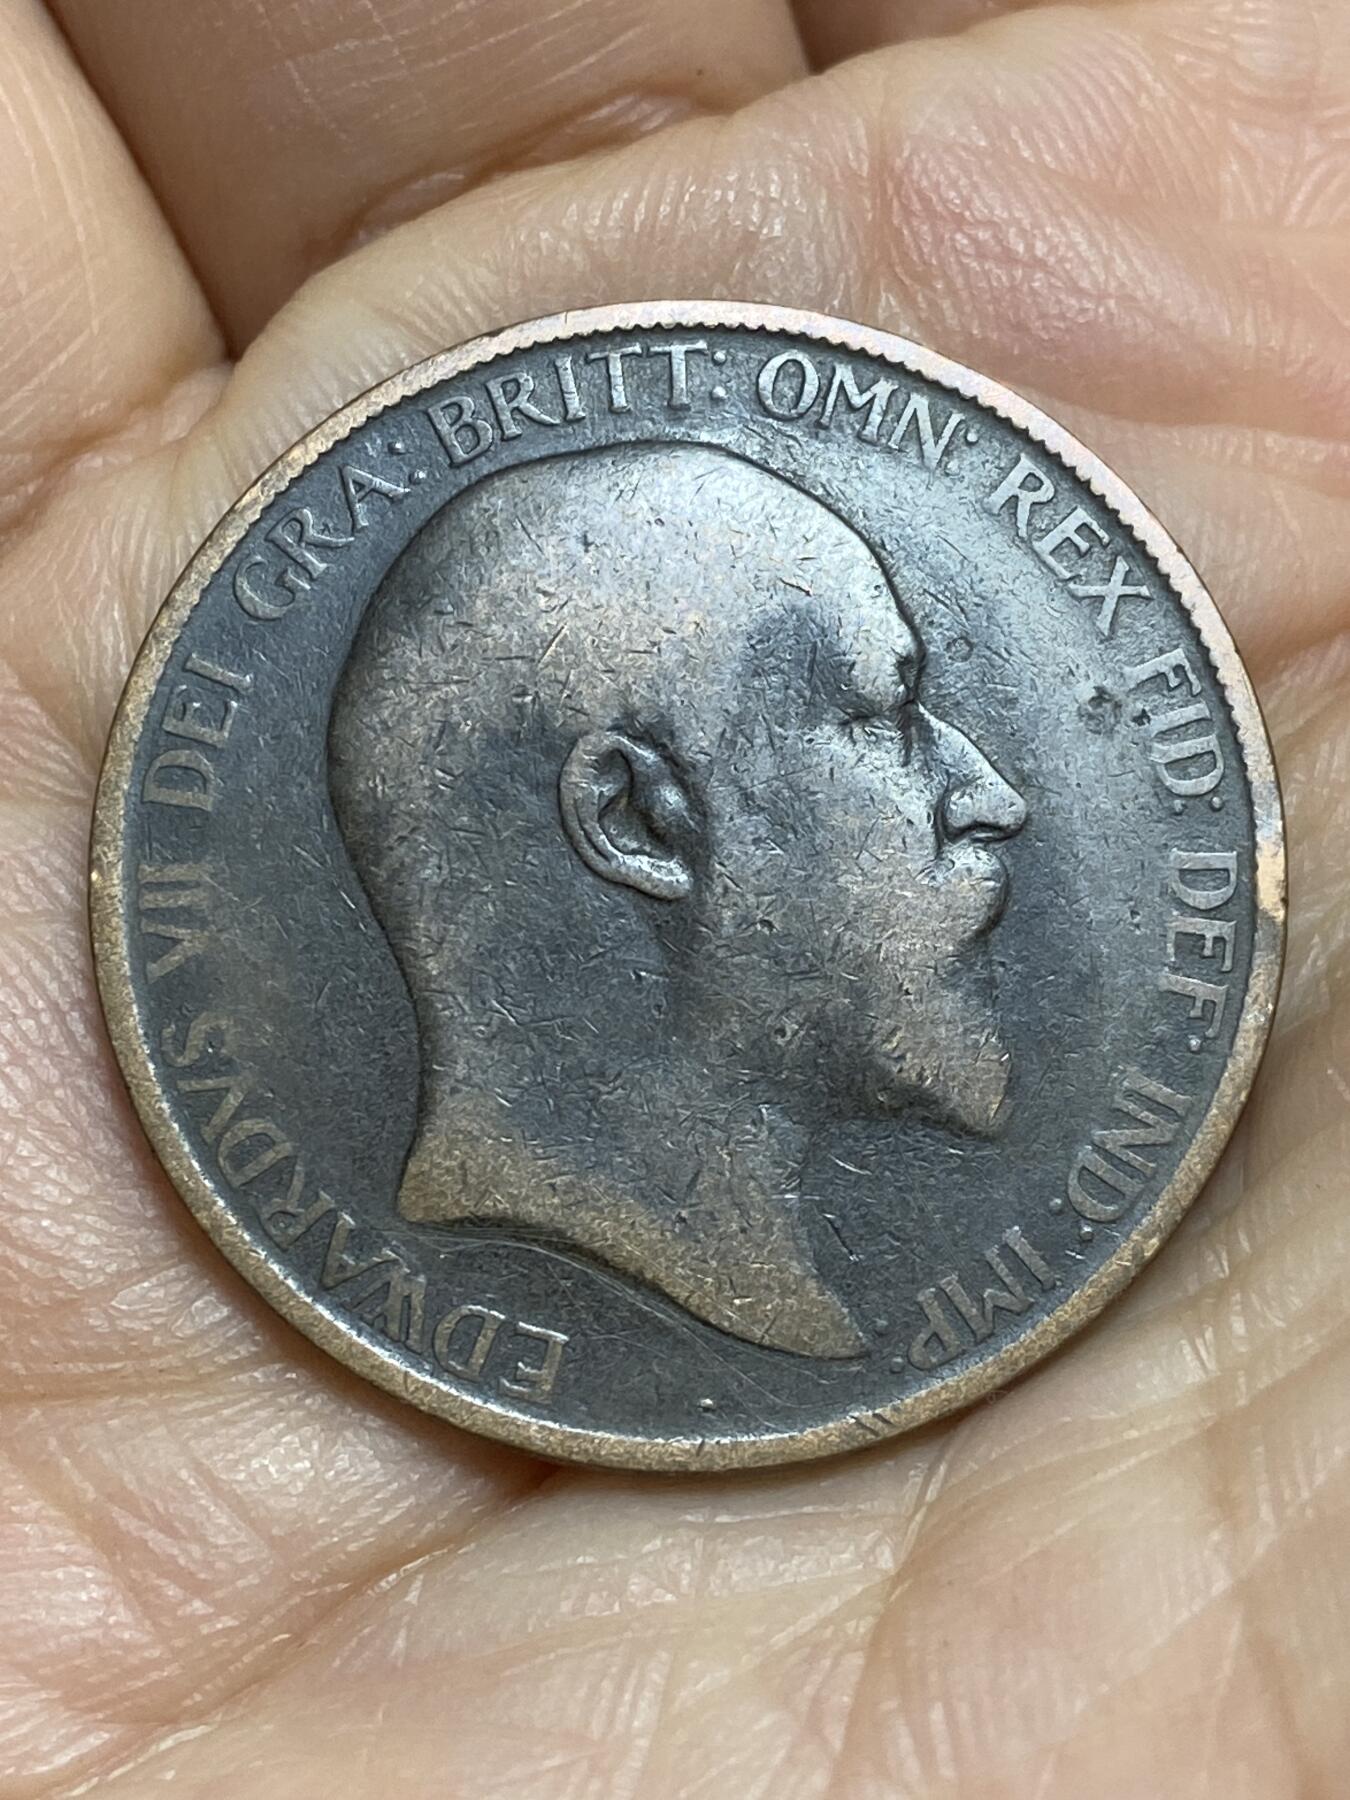 EDWARDVS VII DEI GRA: BRITT: OMN: REX FID: DEF: IND: IMP: